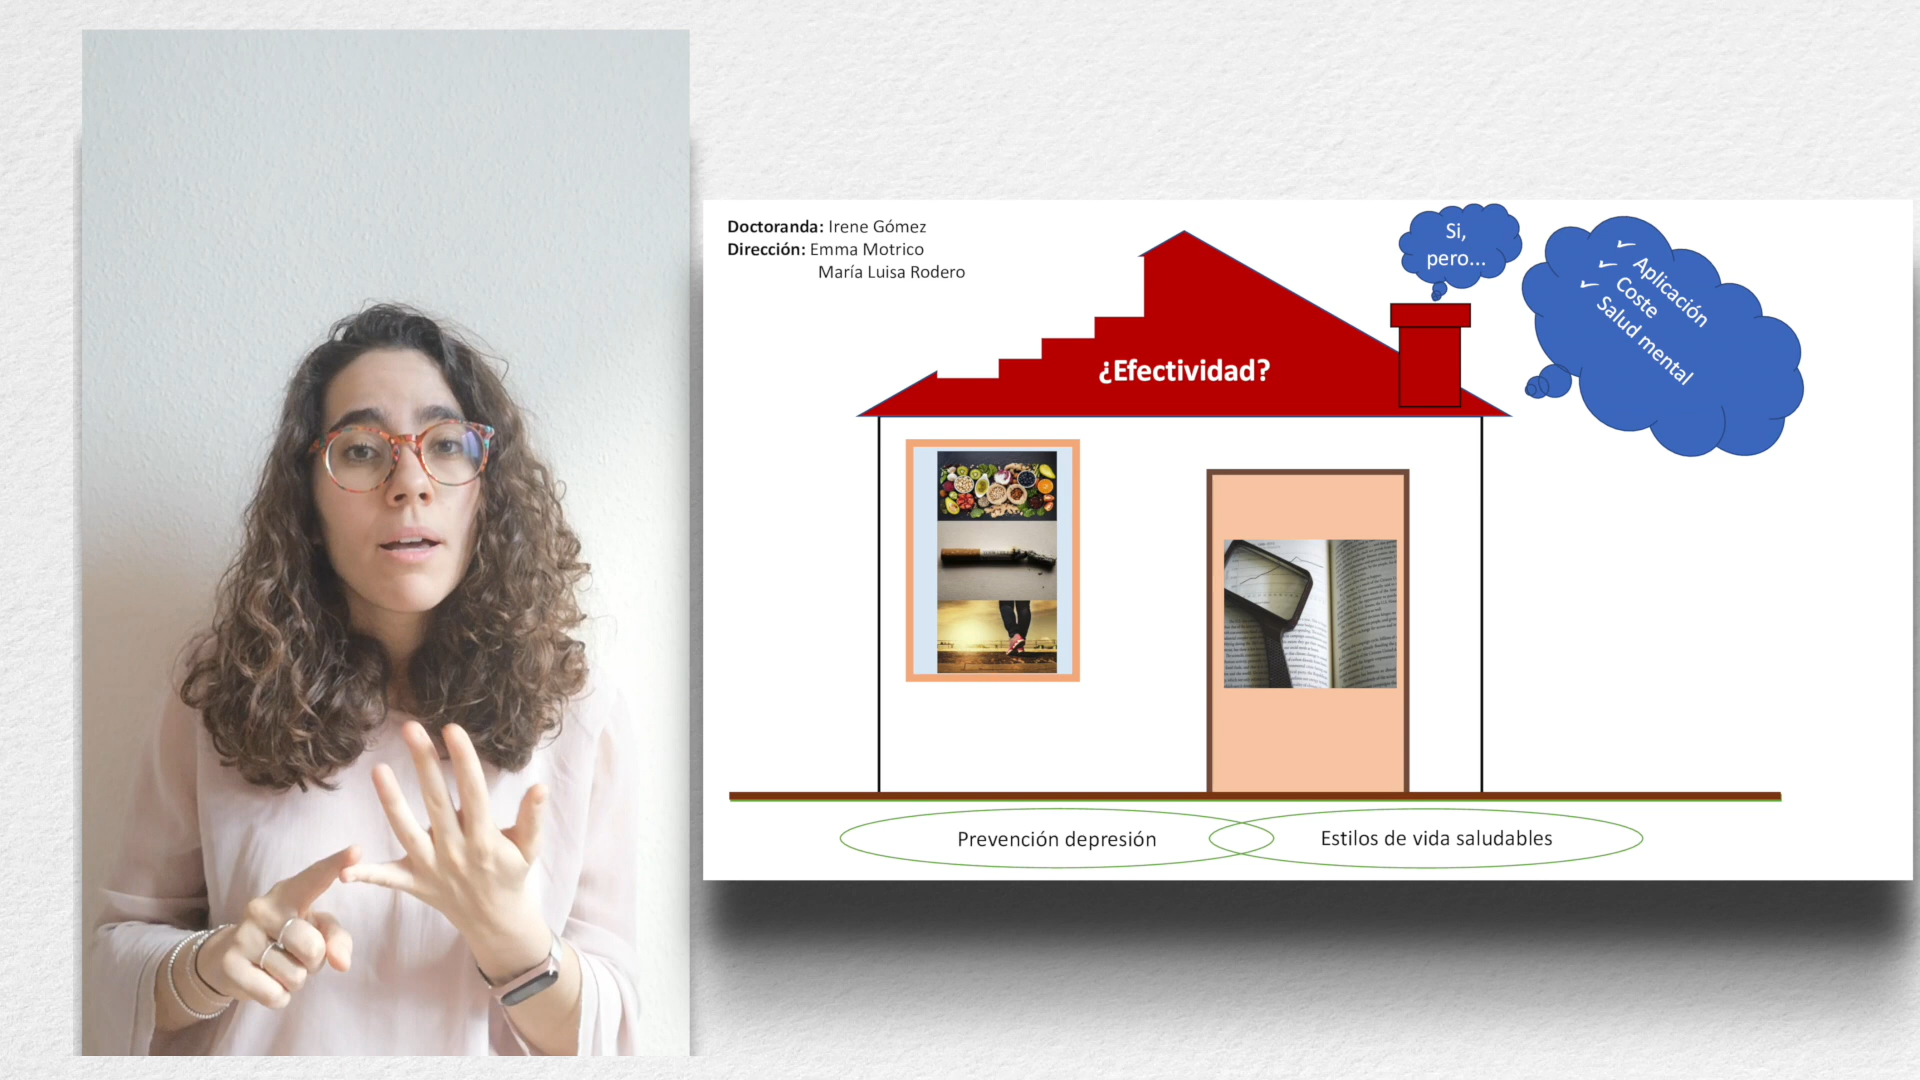 Doctoranda: Irene Gómez
Dirección: Emma Motrico
María Luisa Rodero
Si,
pero...
✓ Aplicación
✓ Coste
✓ Salud mental
¿Efectividad?
Prevención depresión
Estilos de vida saludables